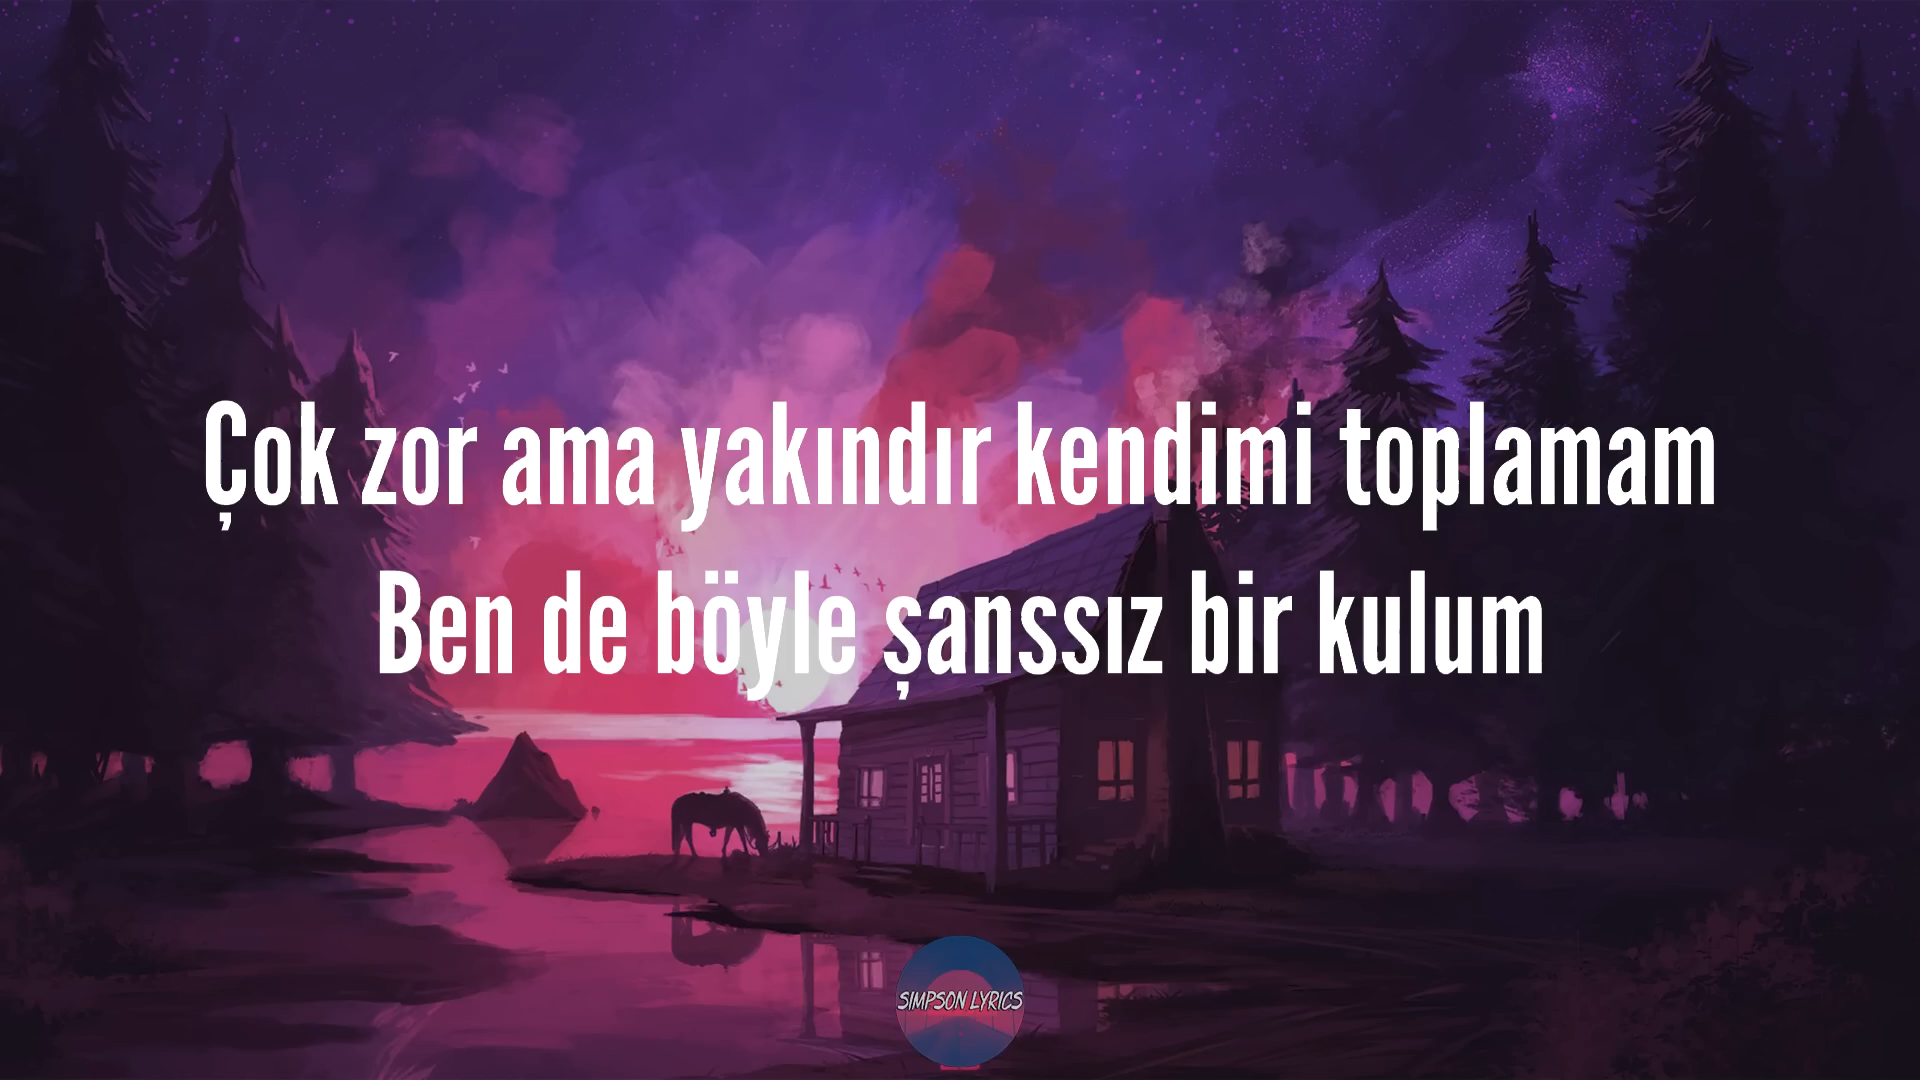 Çok zor ama yakındır kendimi toplamam
Ben de böyle şanssız bir kulum
SIMPSON LYRICS